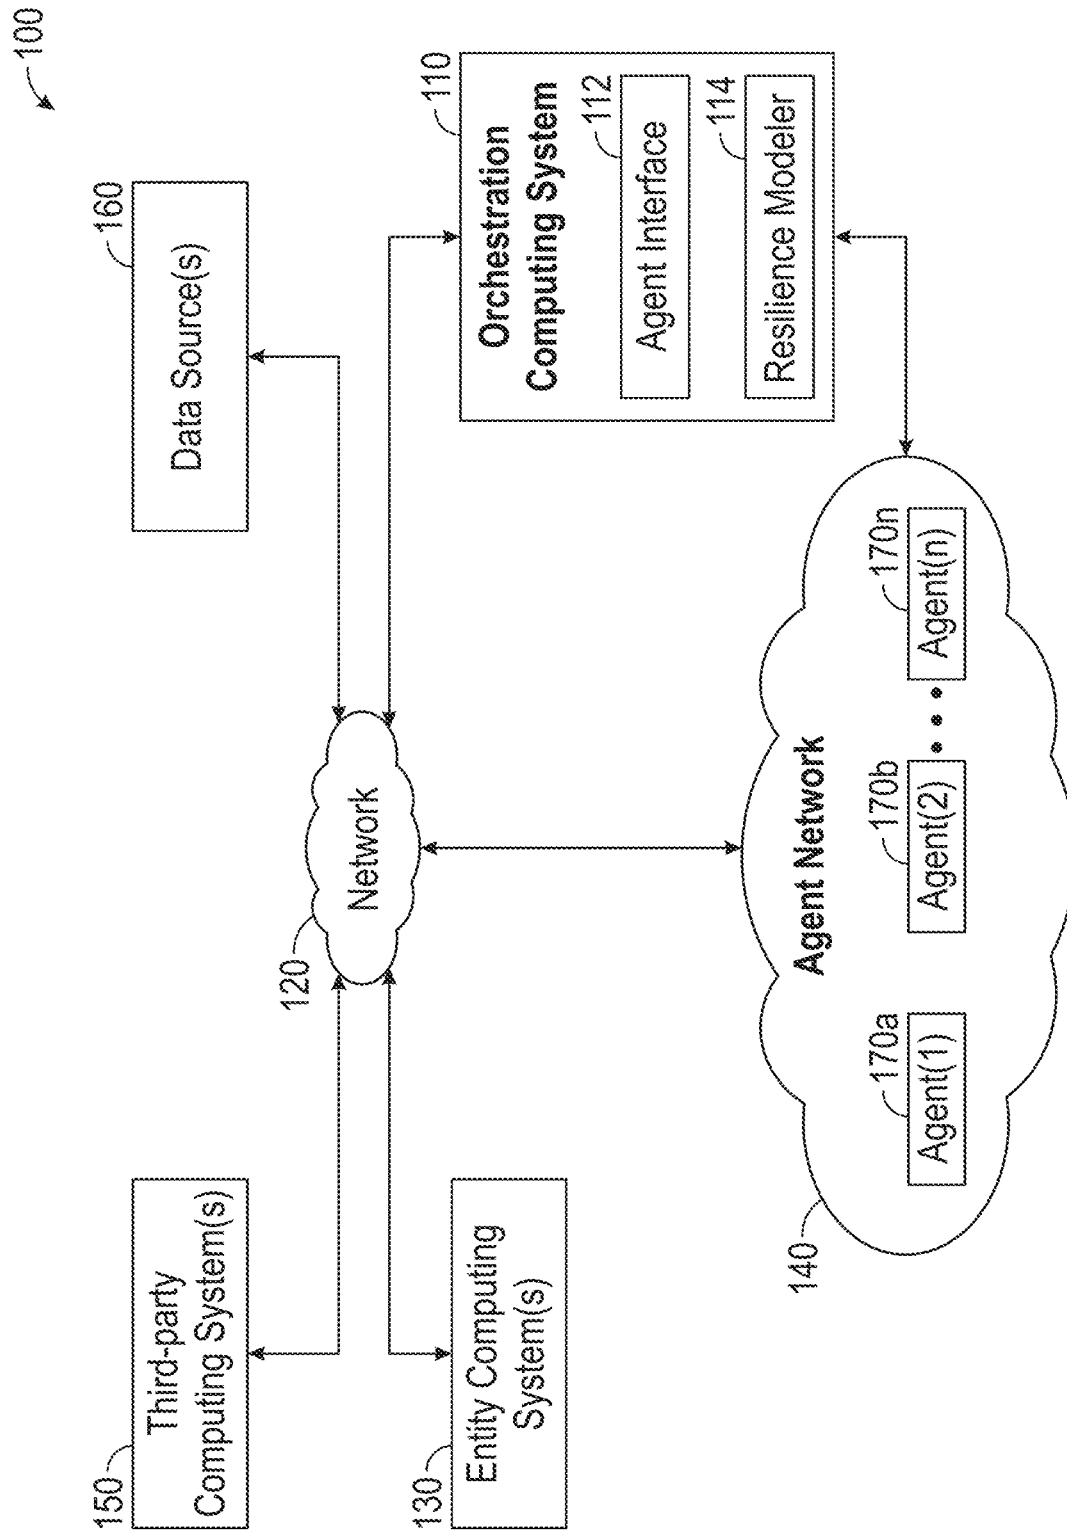 100
150
Third-party
Computing System(s)
160
Data Source(s)
120
Network
130
Entity Computing
System(s)
110
Orchestration
Computing System
112
Agent Interface
114
Resilience Modeler
140
Agent Network
170a
Agent(1)
170b
Agent(2)
170n
Agent(n)